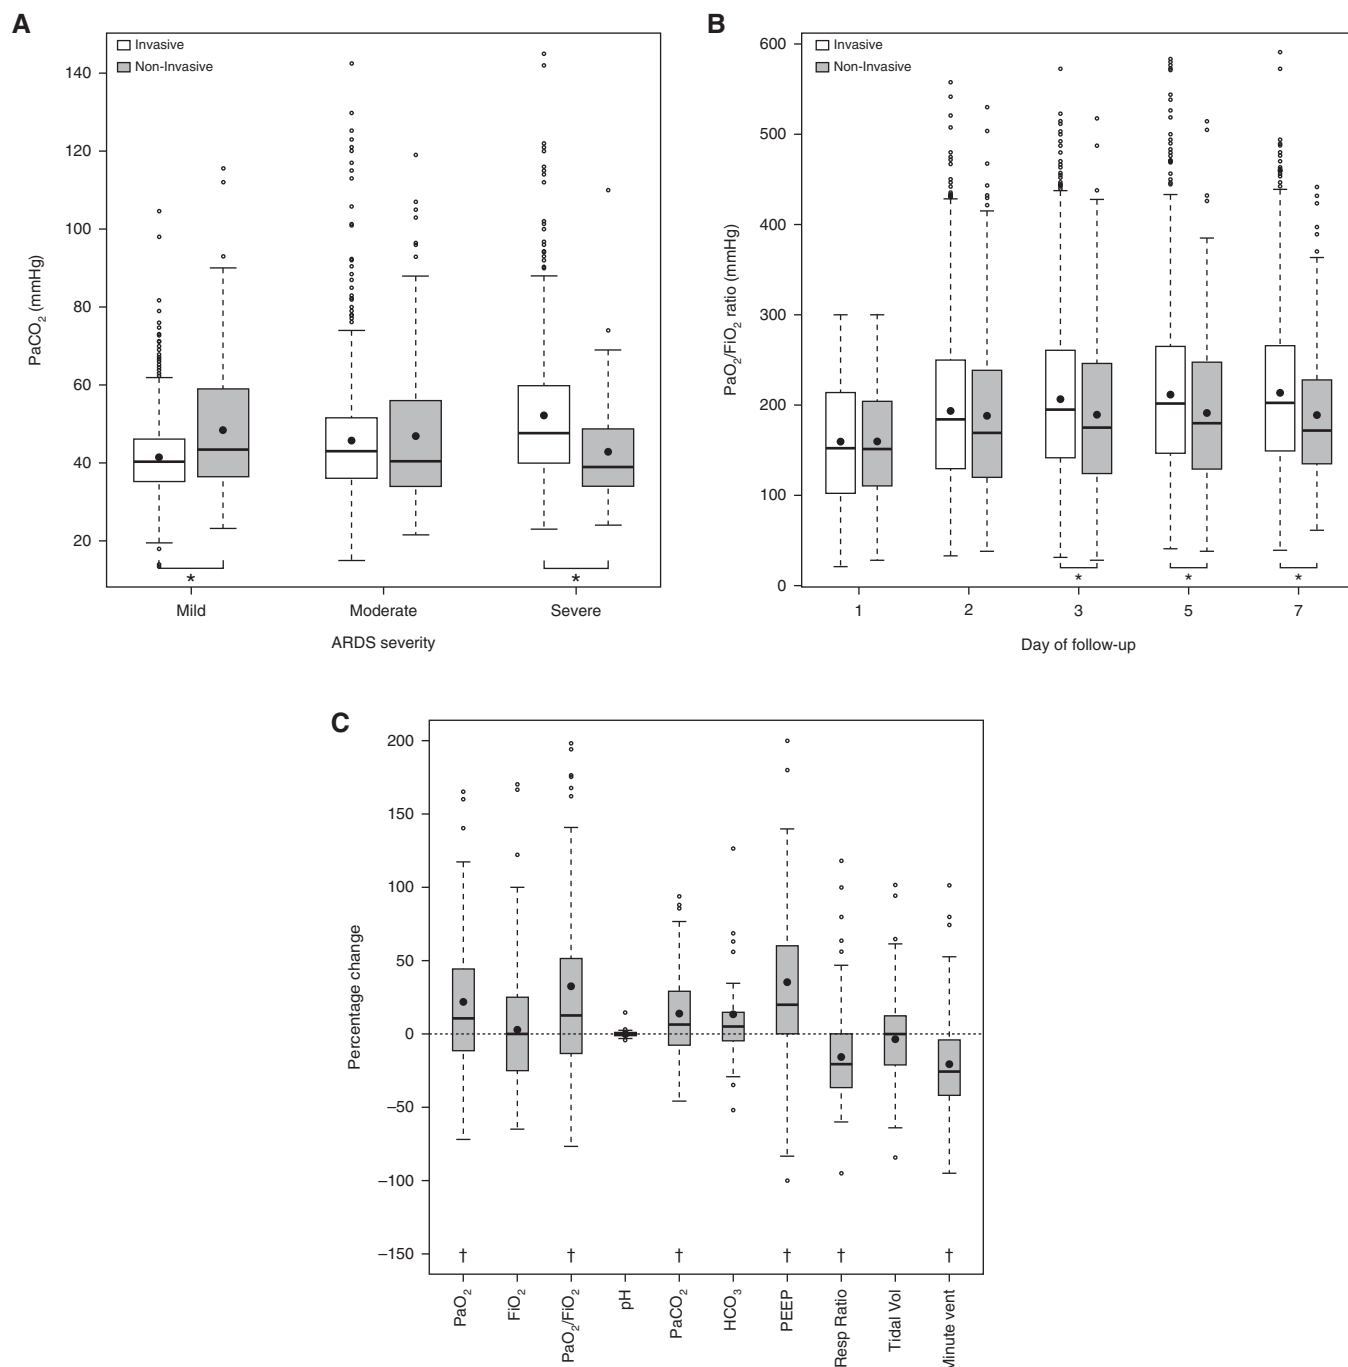 A
Invasive
Non-Invasive
140
120
100
80
60
40
20
PaCO2 (mmHg)
*
*
Mild
Moderate
Severe
ARDS severity
B
Invasive
Non-Invasive
600
500
400
300
200
100
0
PaO2/FiO2 ratio (mmHg)
*
*
*
1
2
3
5
7
Day of follow-up
C
200
150
100
50
0
–50
–100
–150
Percentage change
†
†
†
†
†
†
PaO2
FiO2
PaO2/FiO2
pH
PaCO2
HCO3
PEEP
Resp Ratio
Tidal Vol
Minute vent